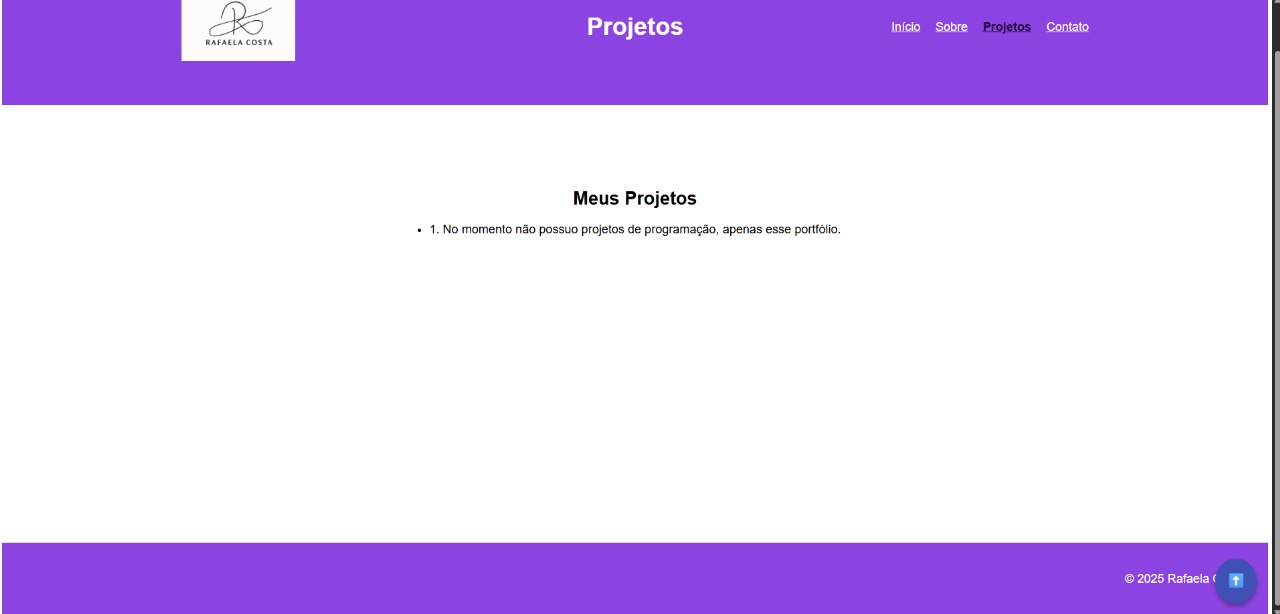 RAFAELA COSTA
Projetos
Início Sobre Projetos Contato
Meus Projetos
• 1. No momento não possuo projetos de programação, apenas esse portfólio.
© 2025 Rafaela